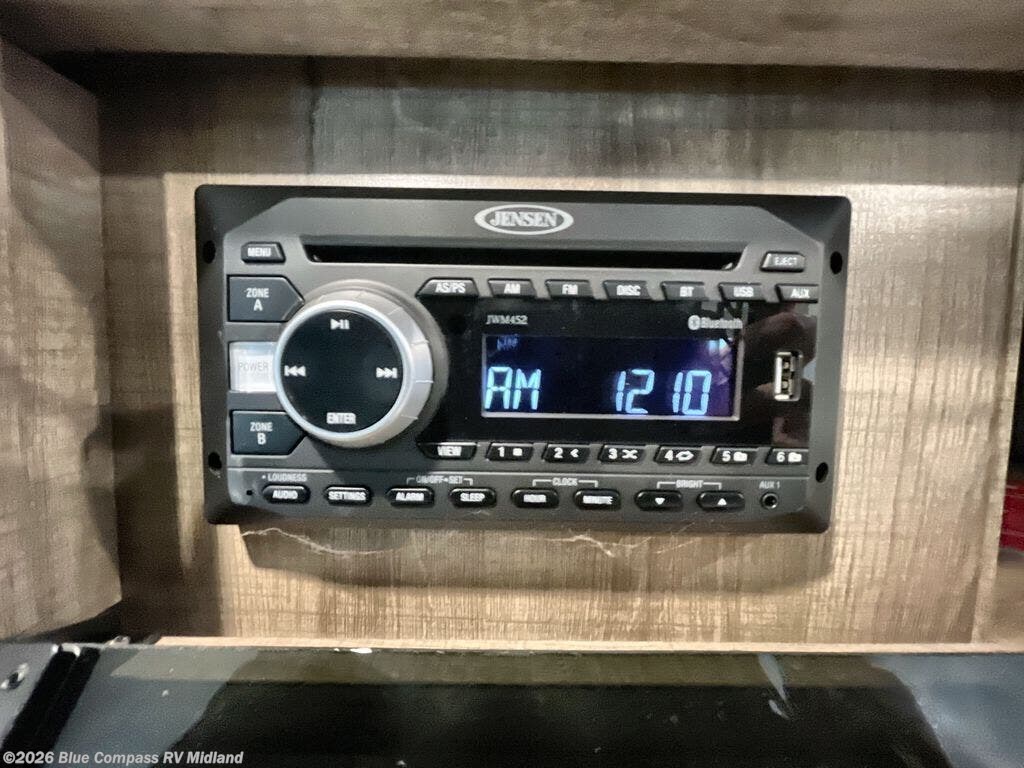 JENSEN
MENU
EJECT
ZONE A
AS/PS AM FM DISC BT USB AUX
JWM452
Bluetooth
POWER
AM 1210
ENTER
ZONE B
VIEW 1 2 3 4 5 6
LOUDNESS
ON/OFF•SET
CLOCK
BRIGHT
AUX 1
AUDIO SETTINGS ALARM SLEEP HOUR MINUTE
©2026 Blue Compass RV Midland